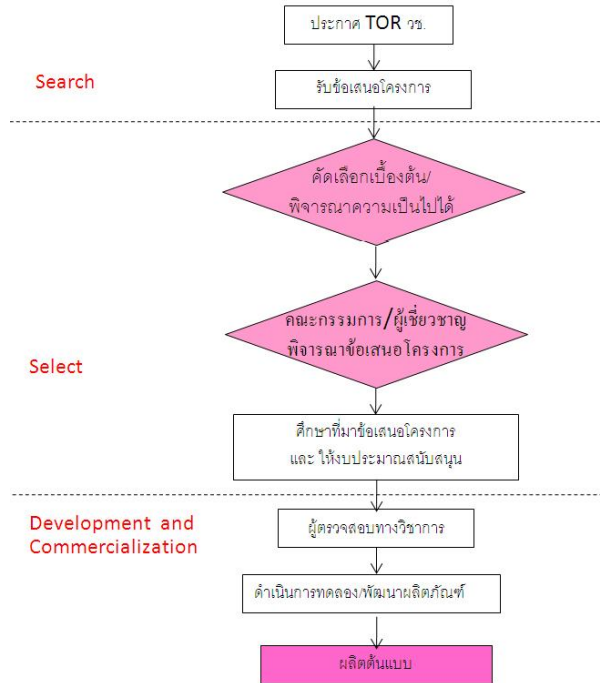 ประกาศ TOR วช.
Search
รับข้อเสนอโครงการ
คัดเลือกเบื้องต้น/
พิจารณาความเป็นไปได้
คณะกรรมการ/ผู้เชี่ยวชาญ
พิจารณาข้อเสนอโครงการ
Select
ศึกษาที่มาข้อเสนอโครงการ
และ ให้งบประมาณสนับสนุน
Development and
Commercialization
ผู้ตรวจสอบทางวิชาการ
ดำเนินการทดลอง/พัฒนาผลิตภัณฑ์
ผลิตต้นแบบ